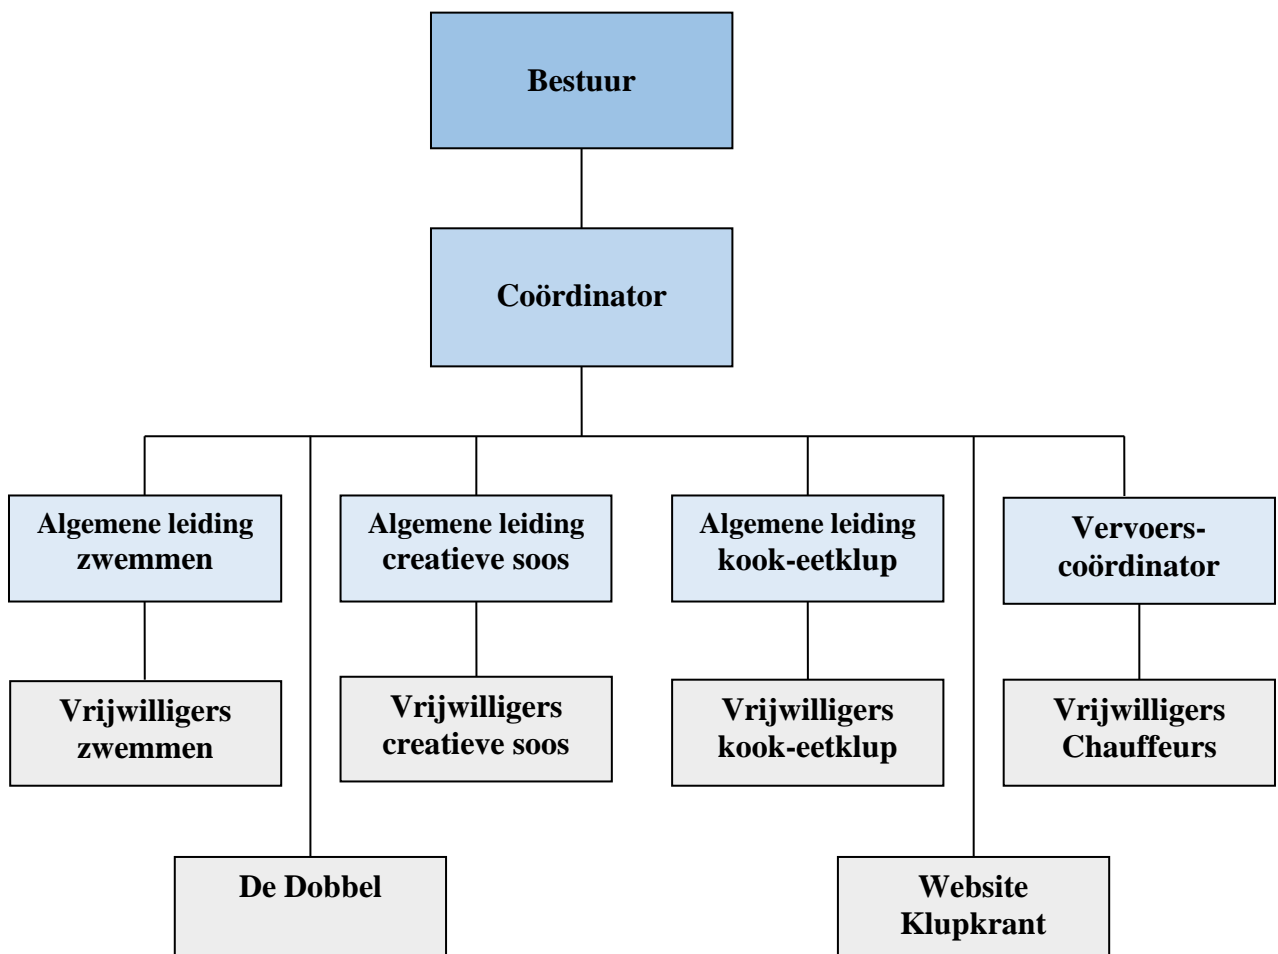 Bestuur
Coördinator
Algemene leiding
zwemmen
Algemene leiding
creatieve soos
Algemene leiding
kook-eetklup
Vervoers-
coördinator
Vrijwilligers
zwemmen
Vrijwilligers
creatieve soos
Vrijwilligers
kook-eetklup
Vrijwilligers
Chauffeurs
De Dobbel
Website
Klupkrant